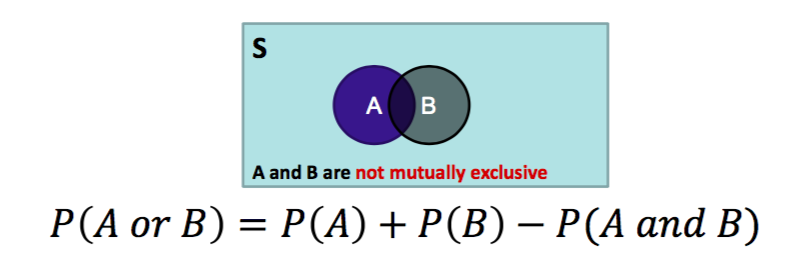 S
A B
A and B are not mutually exclusive
P(A or B) = P(A) + P(B) − P(A and B)